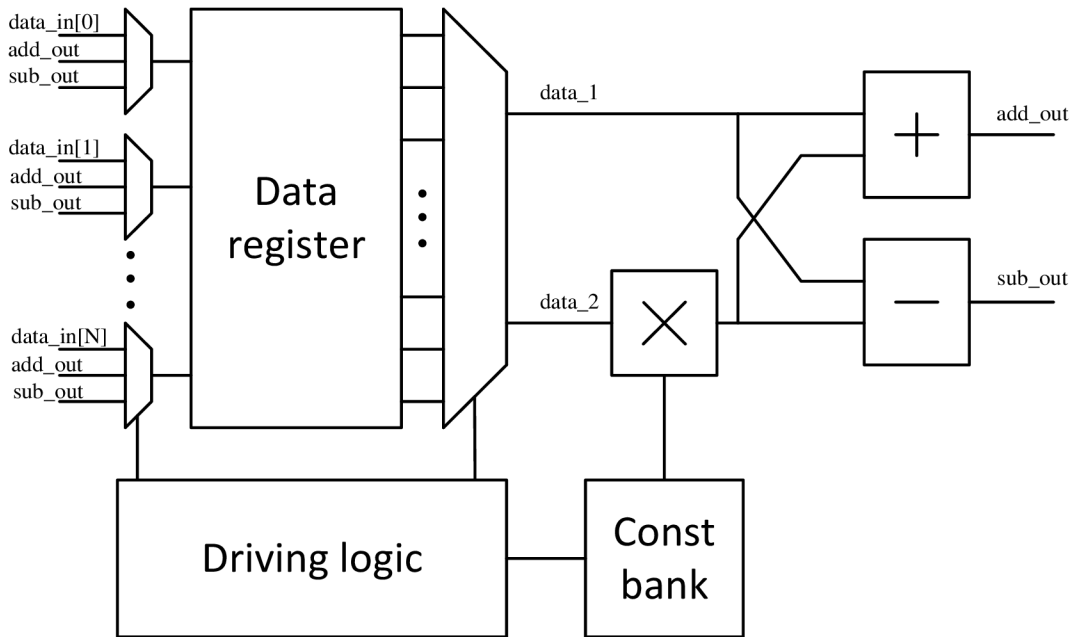 data_in[0]
add_out
sub_out
data_in[1]
add_out
sub_out
data_in[N]
add_out
sub_out
Data
register
data_1
data_2
add_out
sub_out
Driving logic
Const
bank